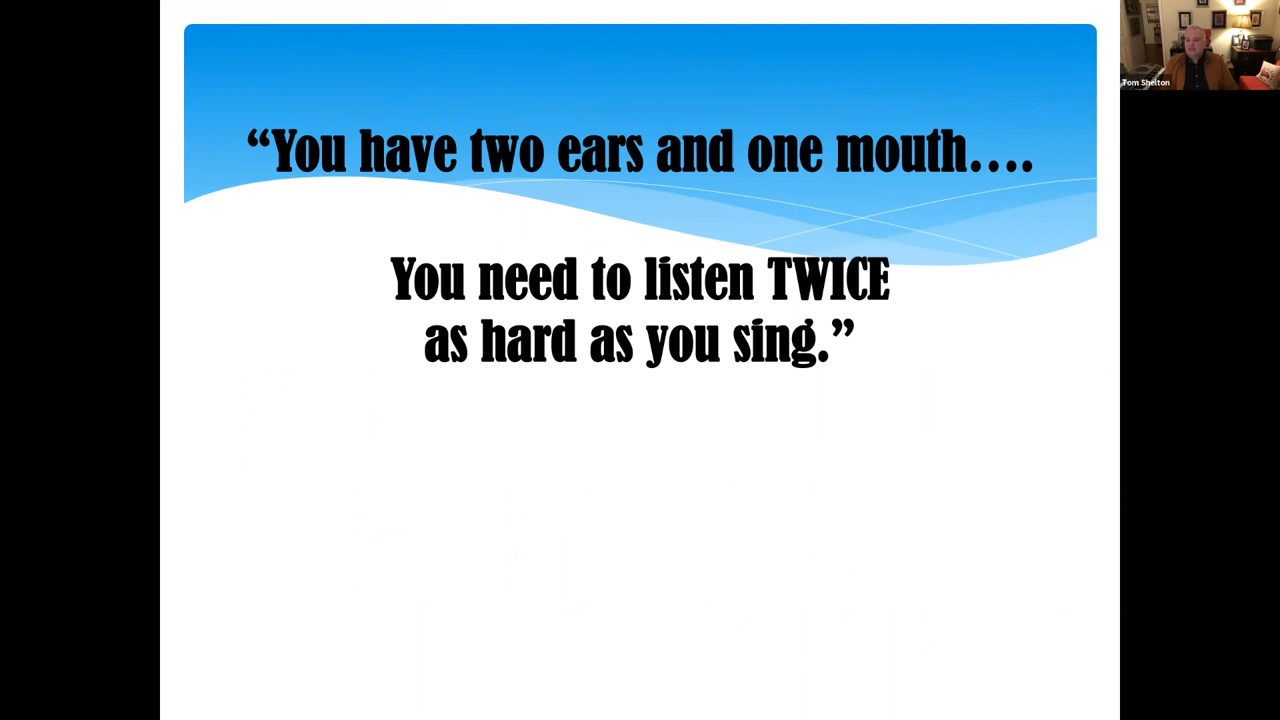 “You have two ears and one mouth….
You need to listen TWICE
as hard as you sing.”
Tom Shelton